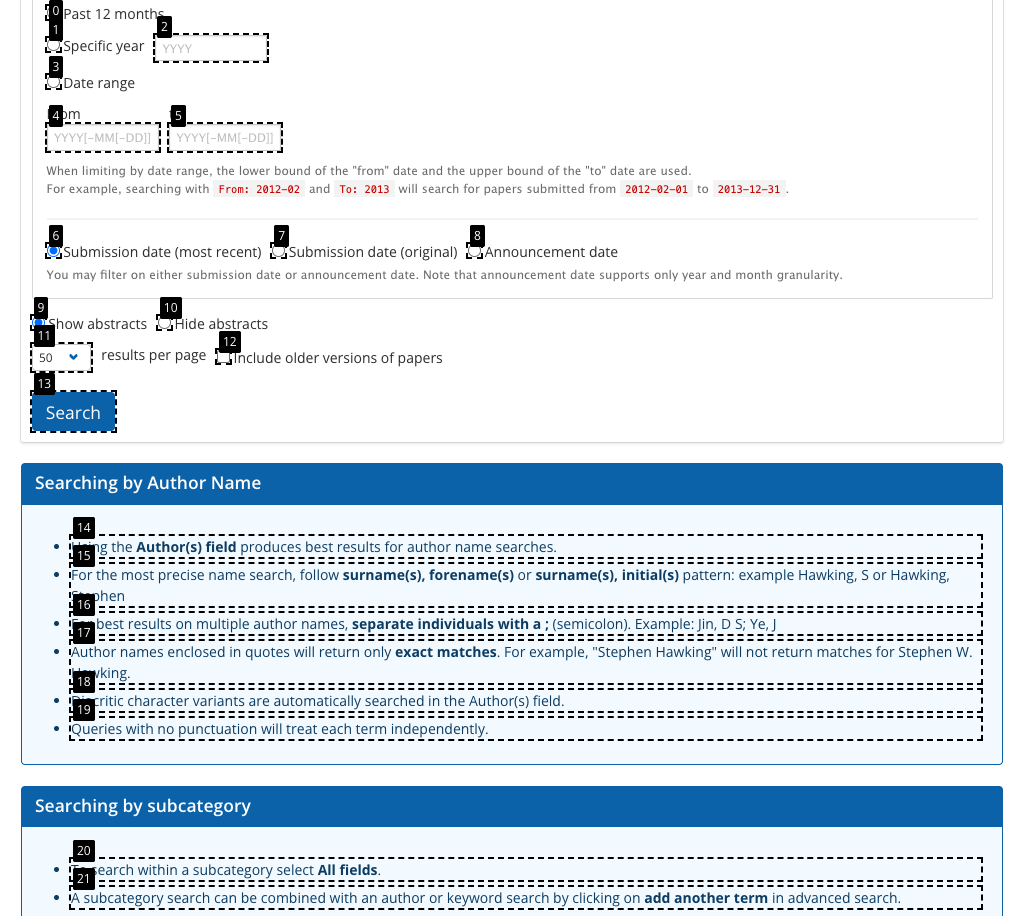 0
Past 12 months
1
2
Specific year
YYYY
3
Date range
4
5
om
YYYY[-MM[-DD]]
YYYY[-MM[-DD]]
When limiting by date range, the lower bound of the "from" date and the upper bound of the "to" date are used.
For example, searching with From: 2012-02 and To: 2013 will search for papers submitted from 2012-02-01 to 2013-12-31.
6
7
8
Submission date (most recent)
Submission date (original)
Announcement date
You may filter on either submission date or announcement date. Note that announcement date supports only year and month granularity.
9
10
Show abstracts
Hide abstracts
11
12
50
results per page
Include older versions of papers
13
Search
Searching by Author Name
14
Using the Author(s) field produces best results for author name searches.
15
For the most precise name search, follow surname(s), forename(s) or surname(s), initial(s) pattern: example Hawking, S or Hawking,
Stephen
16
For best results on multiple author names, separate individuals with a ; (semicolon). Example: Jin, D S; Ye, J
17
Author names enclosed in quotes will return only exact matches. For example, "Stephen Hawking" will not return matches for Stephen W.
Hawking.
18
Diacritic character variants are automatically searched in the Author(s) field.
19
Queries with no punctuation will treat each term independently.
Searching by subcategory
20
To search within a subcategory select All fields.
21
A subcategory search can be combined with an author or keyword search by clicking on add another term in advanced search.